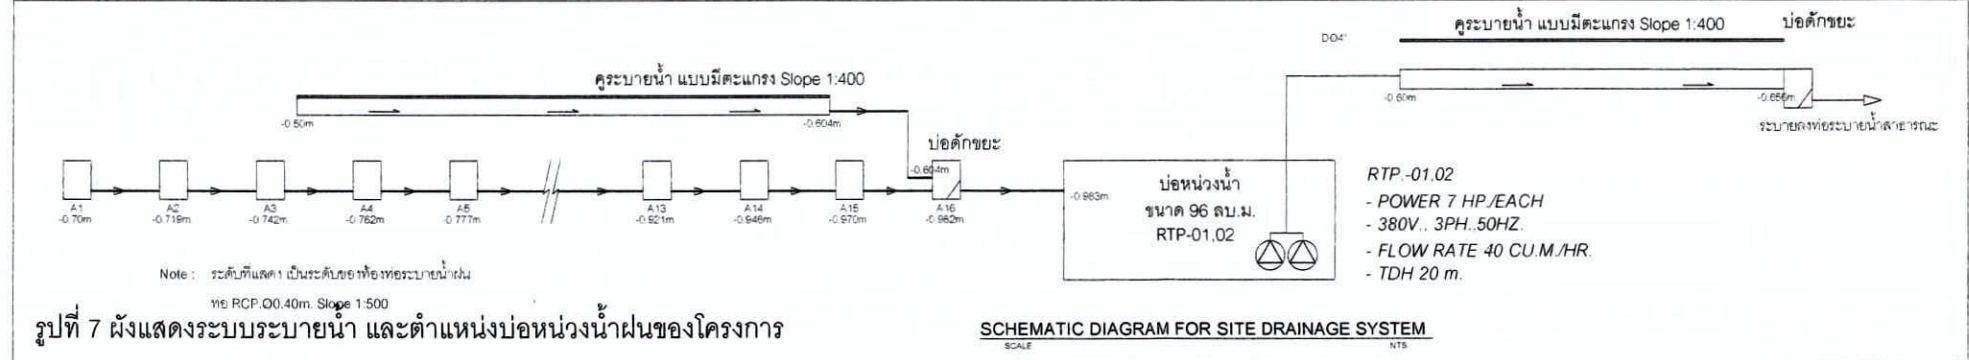 คูระบายน้ำ แบบมีตะแกรง Slope 1:400
บ่อดักขยะ
DO4"
คูระบายน้ำ แบบมีตะแกรง Slope 1:400
-0.50m
-0.604m
-0.60m
-0.656m
ระบายลงท่อระบายน้ำสาธารณะ
บ่อดักขยะ
-0.604m
A1
-0.70m
A2
-0.719m
A3
-0.742m
A4
-0.762m
A5
-0.777m
A13
-0.921m
A14
-0.946m
A15
-0.970m
A16
-0.982m
-0.983m
บ่อหน่วงน้ำ
ขนาด 96 ลบ.ม.
RTP-01,02
RTP.-01,02
- POWER 7 HP./EACH
- 380V., 3PH.,50HZ.
- FLOW RATE 40 CU.M./HR.
- TDH 20 m.
Note : ระดับที่แสดง เป็นระดับของท้องท่อระบายน้ำฝน
ท่อ RCP.Ø0.40m. Slope 1:500
รูปที่ 7 ผังแสดงระบบระบายน้ำ และตำแหน่งบ่อหน่วงน้ำฝนของโครงการ
SCHEMATIC DIAGRAM FOR SITE DRAINAGE SYSTEM
SCALE NTS